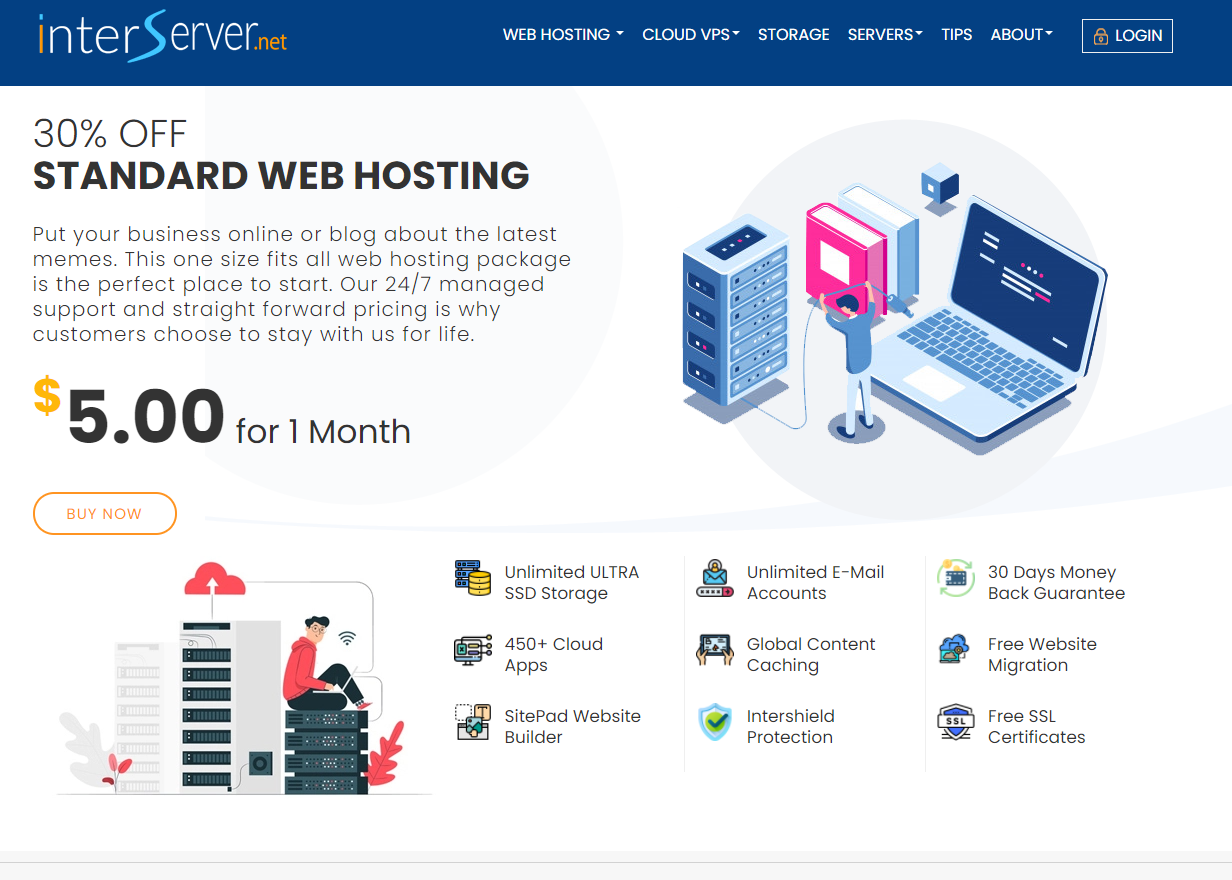 interServer.net
WEB HOSTING
CLOUD VPS
STORAGE
SERVERS
TIPS
ABOUT
LOGIN
30% OFF
STANDARD WEB HOSTING
Put your business online or blog about the latest
memes. This one size fits all web hosting package
is the perfect place to start. Our 24/7 managed
support and straight forward pricing is why
customers choose to stay with us for life.
$5.00 for 1 Month
BUY NOW
Unlimited ULTRA
SSD Storage
Unlimited E-Mail
Accounts
30 Days Money
Back Guarantee
450+ Cloud
Apps
Global Content
Caching
Free Website
Migration
SitePad Website
Builder
Intershield
Protection
SSL
Free SSL
Certificates